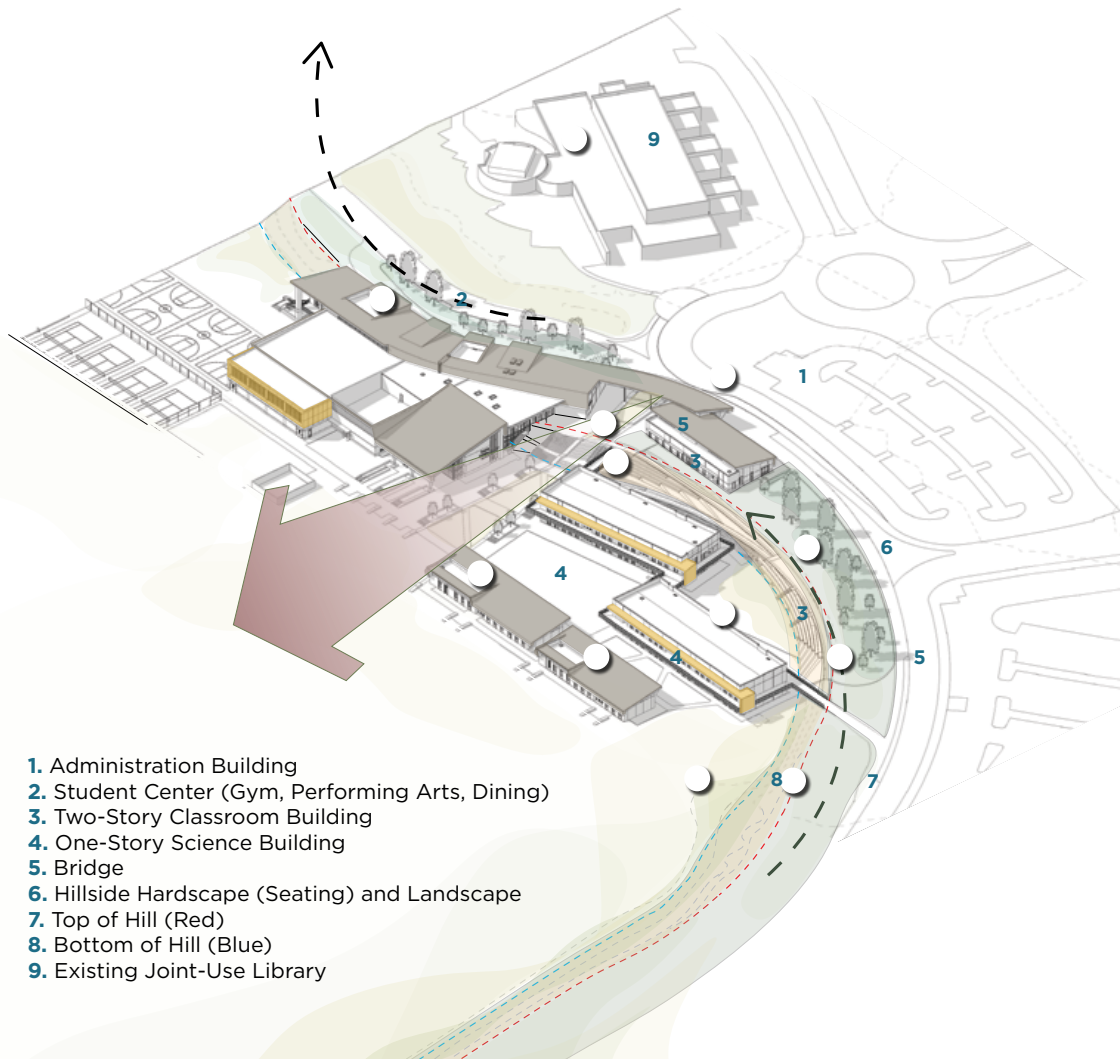 9
2
1
5
3
4
6
3
4
5
8
7
1. Administration Building
2. Student Center (Gym, Performing Arts, Dining)
3. Two-Story Classroom Building
4. One-Story Science Building
5. Bridge
6. Hillside Hardscape (Seating) and Landscape
7. Top of Hill (Red)
8. Bottom of Hill (Blue)
9. Existing Joint-Use Library